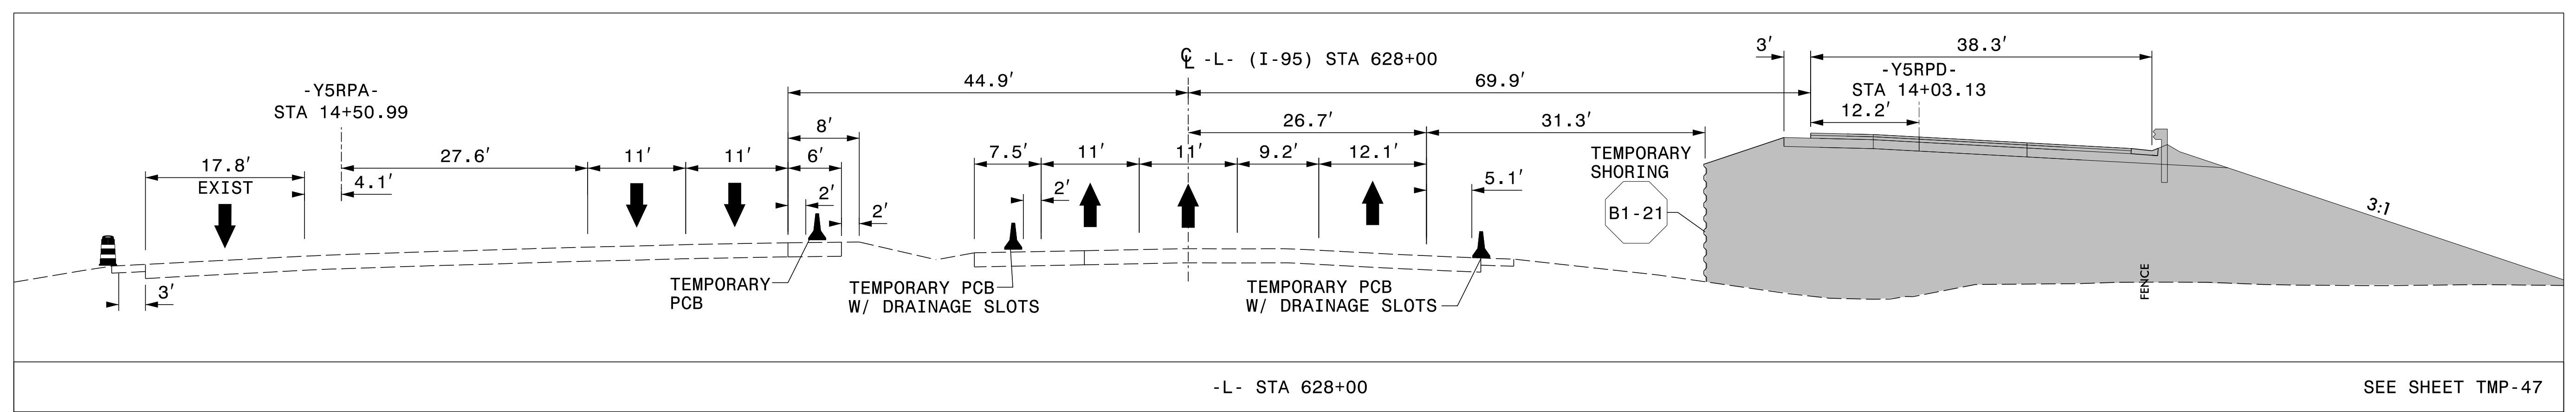 3′
38.3′
℄ -L- (I-95) STA 628+00
-Y5RPD-
STA 14+03.13
44.9′
69.9′
-Y5RPA-
STA 14+50.99
12.2′
8′
26.7′
31.3′
17.8′
EXIST
27.6′
11′
11′
6′
7.5′
11′
11′
9.2′
12.1′
TEMPORARY
SHORING
4.1′
2′
2′
5.1′
2′
B1-21
3:1
TEMPORARY
PCB
TEMPORARY PCB
W/ DRAINAGE SLOTS
TEMPORARY PCB
W/ DRAINAGE SLOTS
FENCE
3′
-L- STA 628+00
SEE SHEET TMP-47